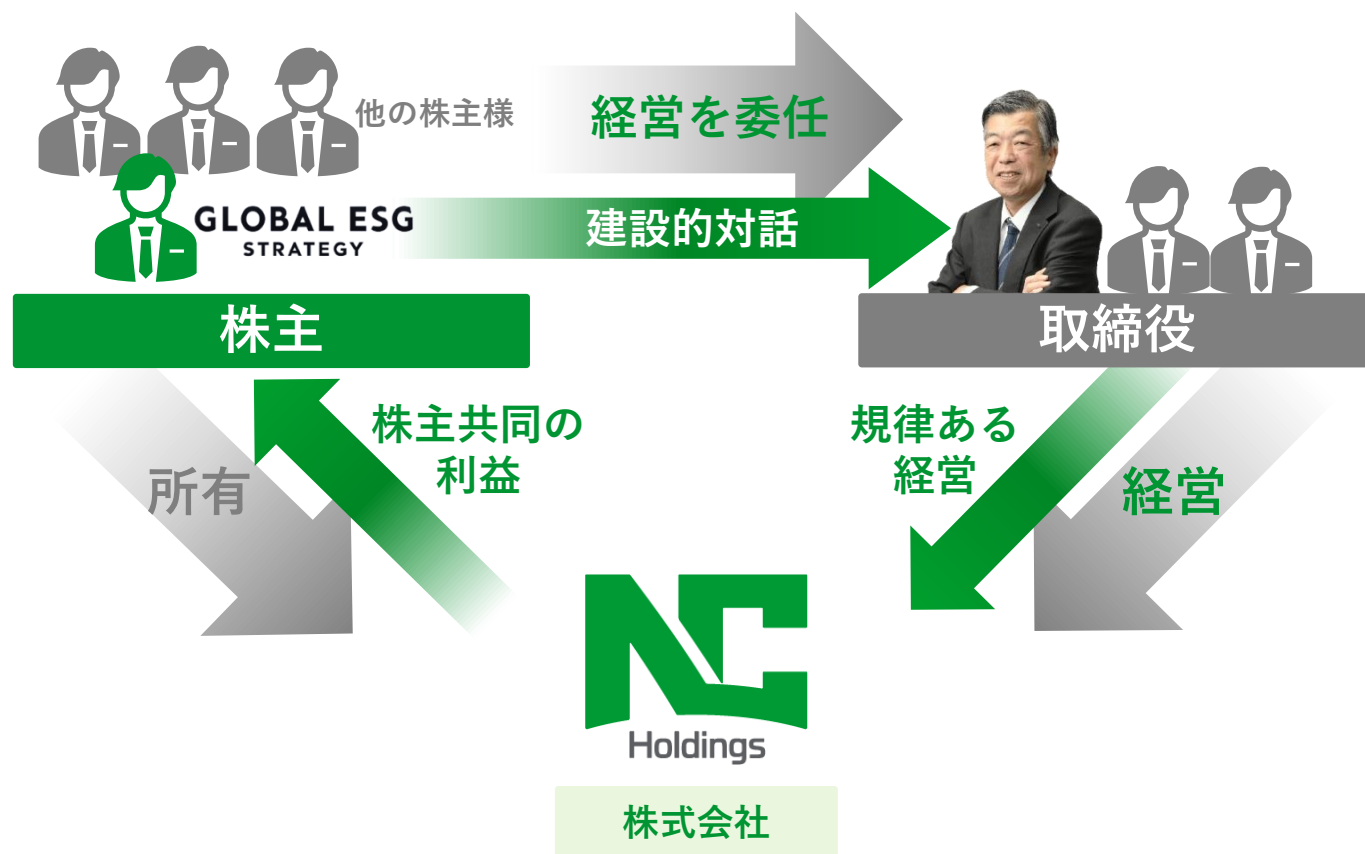 他の株主様
経営を委任
GLOBAL ESG
STRATEGY
建設的対話
株主
取締役
株主共同の
利益
規律ある
経営
所有
経営
NC
Holdings
株式会社